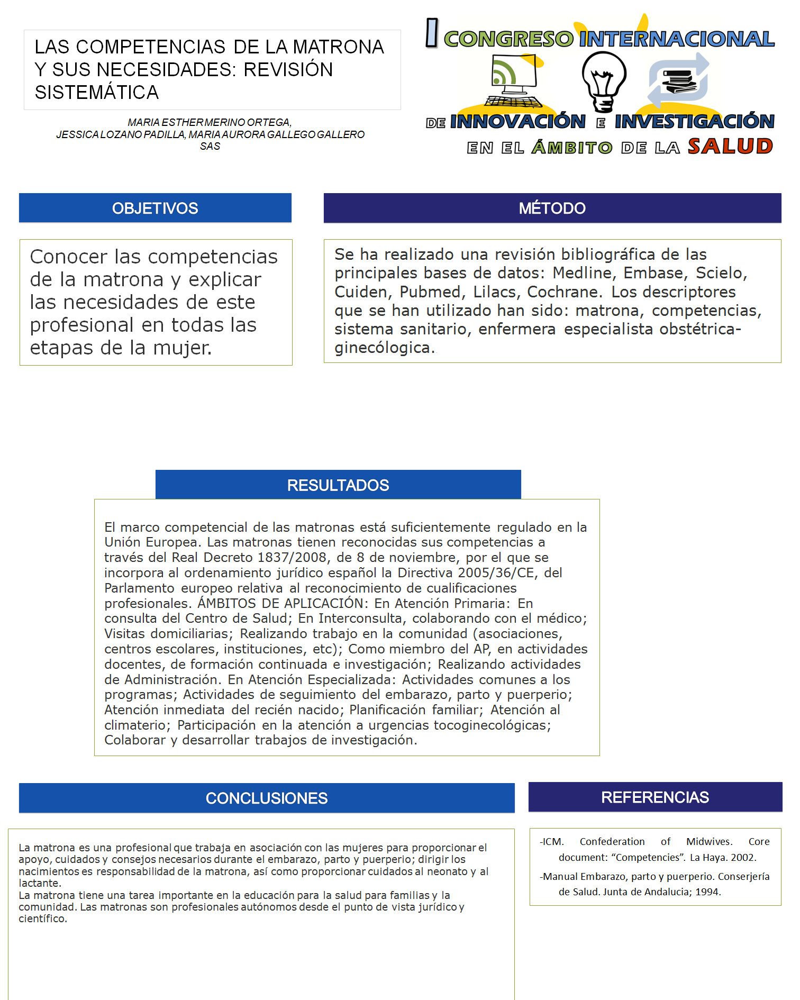 LAS COMPETENCIAS DE LA MATRONA
Y SUS NECESIDADES: REVISIÓN
SISTEMÁTICA
MARIA ESTHER MERINO ORTEGA,
JESSICA LOZANO PADILLA, MARIA AURORA GALLEGO GALLERO
SAS
I CONGRESO INTERNACIONAL
DE INNOVACIÓN E INVESTIGACIÓN
EN EL ÁMBITO DE LA SALUD
OBJETIVOS
Conocer las competencias
de la matrona y explicar
las necesidades de este
profesional en todas las
etapas de la mujer.
MÉTODO
Se ha realizado una revisión bibliográfica de las
principales bases de datos: Medline, Embase, Scielo,
Cuiden, Pubmed, Lilacs, Cochrane. Los descriptores
que se han utilizado han sido: matrona, competencias,
sistema sanitario, enfermera especialista obstétrica-
ginecólogica.
RESULTADOS
El marco competencial de las matronas está suficientemente regulado en la
Unión Europea. Las matronas tienen reconocidas sus competencias a
través del Real Decreto 1837/2008, de 8 de noviembre, por el que se
incorpora al ordenamiento jurídico español la Directiva 2005/36/CE, del
Parlamento europeo relativa al reconocimiento de cualificaciones
profesionales. ÁMBITOS DE APLICACIÓN: En Atención Primaria: En
consulta del Centro de Salud; En Interconsulta, colaborando con el médico;
Visitas domiciliarias; Realizando trabajo en la comunidad (asociaciones,
centros escolares, instituciones, etc); Como miembro del AP, en actividades
docentes, de formación continuada e investigación; Realizando actividades
de Administración. En Atención Especializada: Actividades comunes a los
programas; Actividades de seguimiento del embarazo, parto y puerperio;
Atención inmediata del recién nacido; Planificación familiar; Atención al
climaterio; Participación en la atención a urgencias tocoginecológicas;
Colaborar y desarrollar trabajos de investigación.
CONCLUSIONES
La matrona es una profesional que trabaja en asociación con las mujeres para proporcionar el
apoyo, cuidados y consejos necesarios durante el embarazo, parto y puerperio; dirigir los
nacimientos es responsabilidad de la matrona, así como proporcionar cuidados al neonato y al
lactante.
La matrona tiene una tarea importante en la educación para la salud para familias y la
comunidad. Las matronas son profesionales autónomos desde el punto de vista jurídico y
científico.
REFERENCIAS
-ICM. Confederation of Midwives. Core
document: “Competencies”. La Haya. 2002.
-Manual Embarazo, parto y puerperio. Conserjería
de Salud. Junta de Andalucia; 1994.